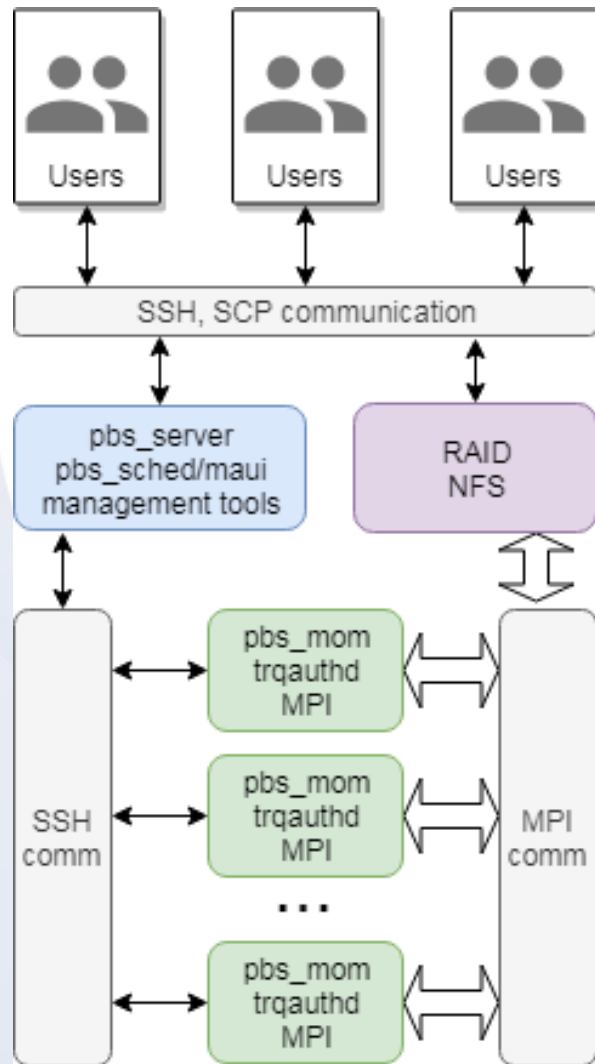 Users
Users
Users
SSH, SCP communication
pbs_server
pbs_sched/maui
management tools
RAID
NFS
SSH
comm
pbs_mom
trqauthd
MPI
pbs_mom
trqauthd
MPI
...
pbs_mom
trqauthd
MPI
MPI
comm